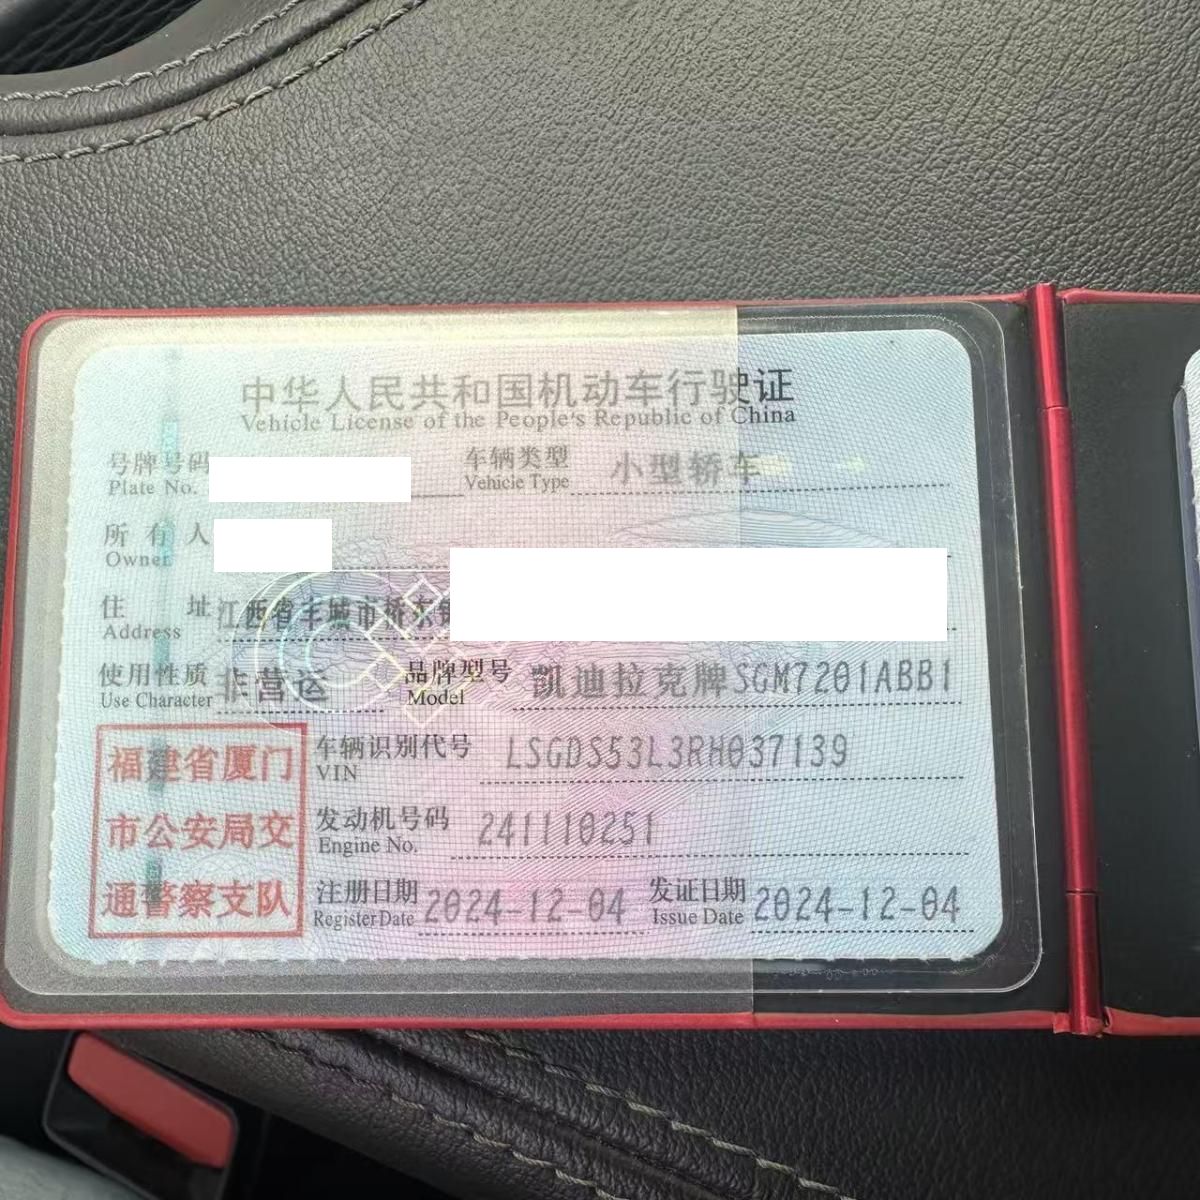 中华人民共和国机动车行驶证
Vehicle License of the People's Republic of China
号牌号码 车辆类型 小型轿车
Plate No. Vehicle Type
所有人
Owner
住址 江西省丰城市桥东镇
Address
使用性质 非营运 品牌型号 凯迪拉克牌SGM7201ABB1
Use Character Model
福建省厦门
市公安局交
通警察支队
车辆识别代号 LSGDS53L3RH037139
VIN
发动机号码 241110251
Engine No.
注册日期 2024-12-04 发证日期 2024-12-04
Register Date Issue Date